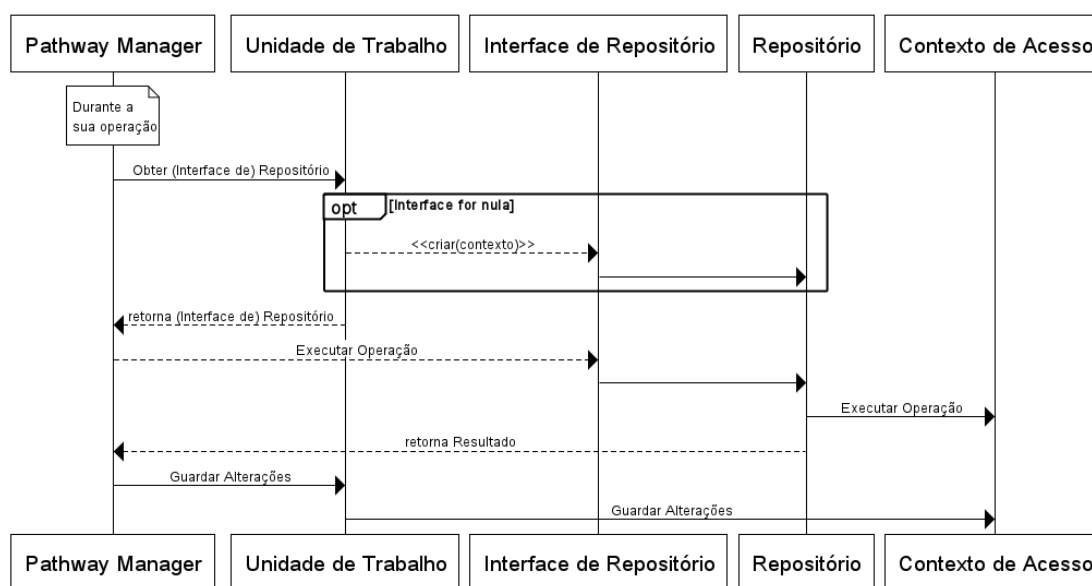 Pathway Manager
Unidade de Trabalho
Interface de Repositório
Repositório
Contexto de Acesso
Durante a
sua operação
Obter (Interface de) Repositório
opt
[Interface for nula]
<<criar(contexto)>>
retorna (Interface de) Repositório
Executar Operação
Executar Operação
retorna Resultado
Guardar Alterações
Guardar Alterações
Pathway Manager
Unidade de Trabalho
Interface de Repositório
Repositório
Contexto de Acesso